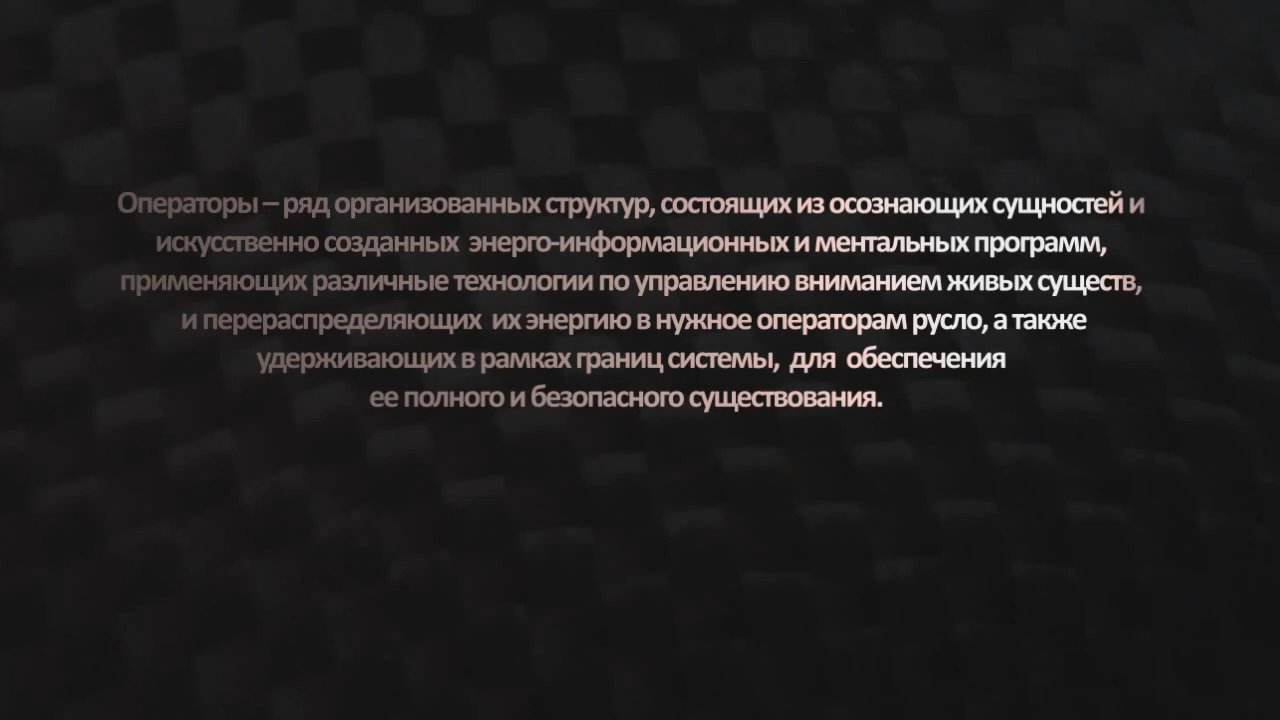 Операторы – ряд организованных структур, состоящих из осознающих сущностей и
искусственно созданных энерго-информационных и ментальных программ,
применяющих различные технологии по управлению вниманием живых существ,
и перераспределяющих их энергию в нужное операторам русло, а также
удерживающих в рамках границ системы, для обеспечения
ее полного и безопасного существования.